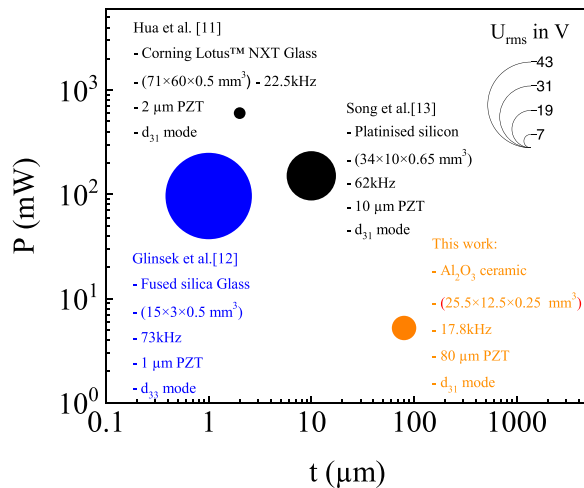 Hua et al. [11]
- Corning Lotus™ NXT Glass
- (71×60×0.5 mm³) - 22.5kHz
- 2 µm PZT
- d₃₁ mode
U_rms in V
43
31
19
7
Song et al.[13]
- Platinised silicon
- (34×10×0.65 mm³)
- 62kHz
- 10 µm PZT
- d₃₁ mode
Glinsek et al.[12]
- Fused silica Glass
- (15×3×0.5 mm³)
- 73kHz
- 1 µm PZT
- d₃₃ mode
This work:
- Al₂O₃ ceramic
- (25.5×12.5×0.25 mm³)
- 17.8kHz
- 80 µm PZT
- d₃₁ mode
P (mW)
10³
10²
10¹
10⁰
0.1 1 10 100 1000
t (µm)